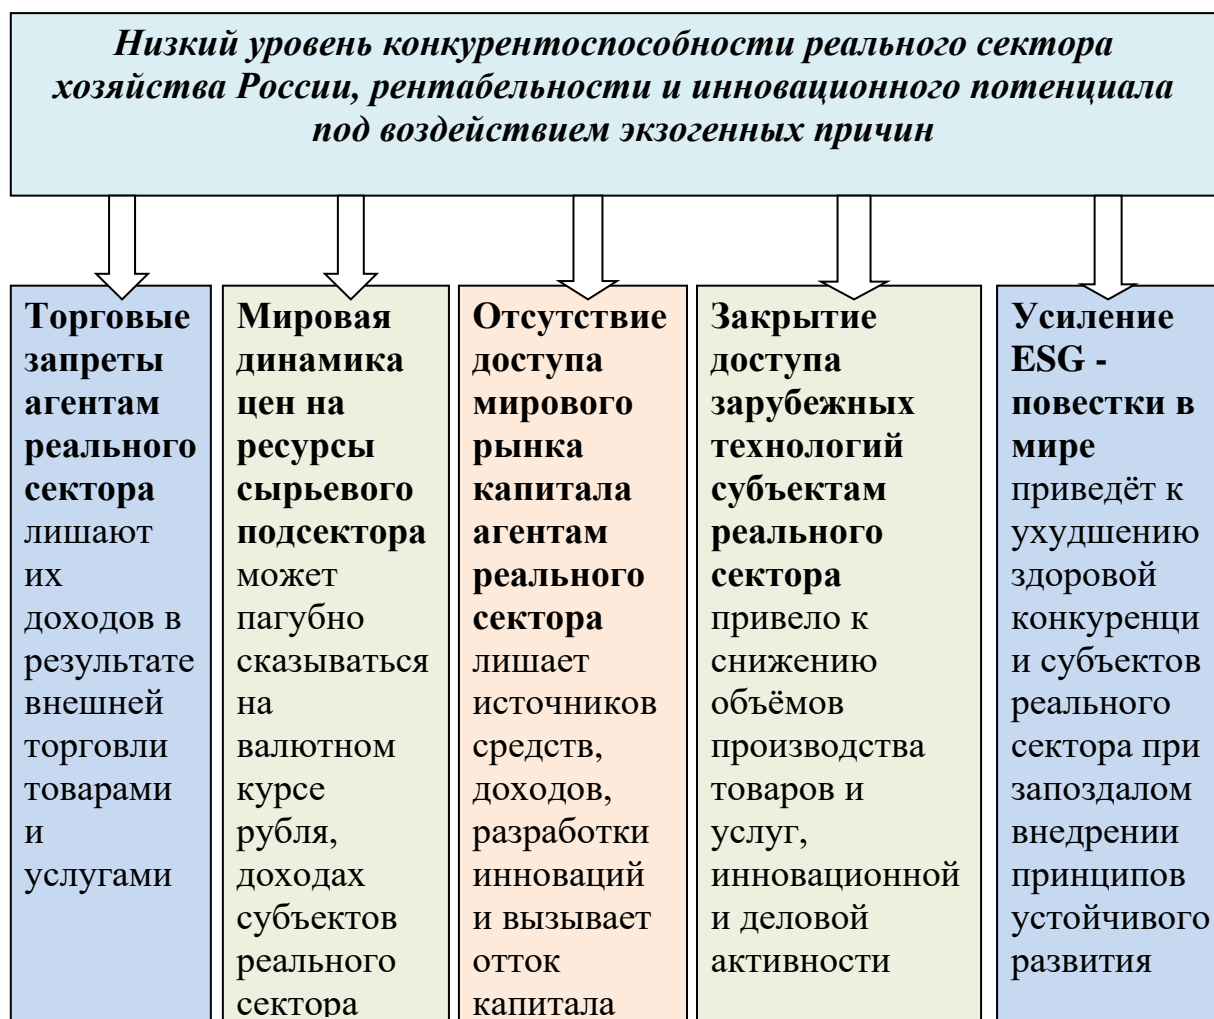 Низкий уровень конкурентоспособности реального сектора
хозяйства России, рентабельности и инновационного потенциала
под воздействием экзогенных причин
Торговые
запреты
агентам
реального
сектора
лишают
их
доходов в
результате
внешней
торговли
товарами
и
услугами
Мировая
динамика
цен на
ресурсы
сырьевого
подсектора
может
пагубно
сказываться
на
валютном
курсе
рубля,
доходах
субъектов
реального
сектора
Отсутствие
доступа
мирового
рынка
капитала
агентам
реального
сектора
лишает
источников
средств,
доходов,
разработки
инноваций
и вызывает
отток
капитала
Закрытие
доступа
зарубежных
технологий
субъектам
реального
сектора
привело к
снижению
объёмов
производства
товаров и
услуг,
инновационной
и деловой
активности
Усиление
ESG -
повестки в
мире
приведёт к
ухудшению
здоровой
конкуренци
и субъектов
реального
сектора при
запоздалом
внедрении
принципов
устойчивого
развития